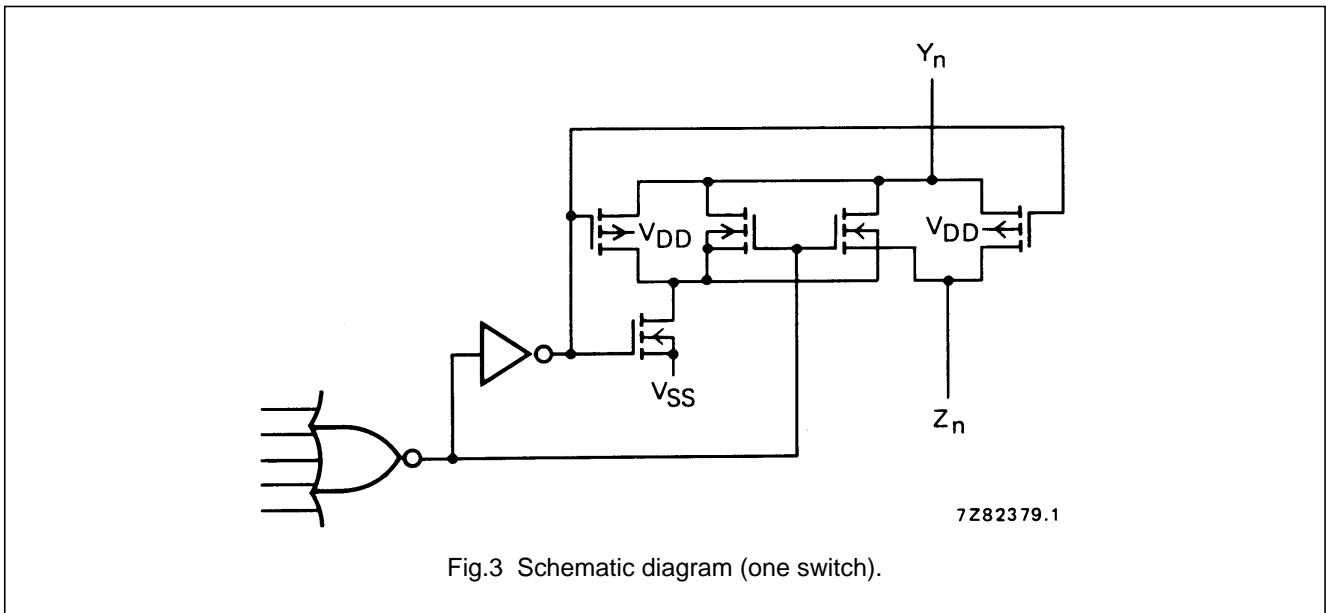 Yn
VDD
VDD
VSS
Zn
7Z82379.1
Fig.3 Schematic diagram (one switch).